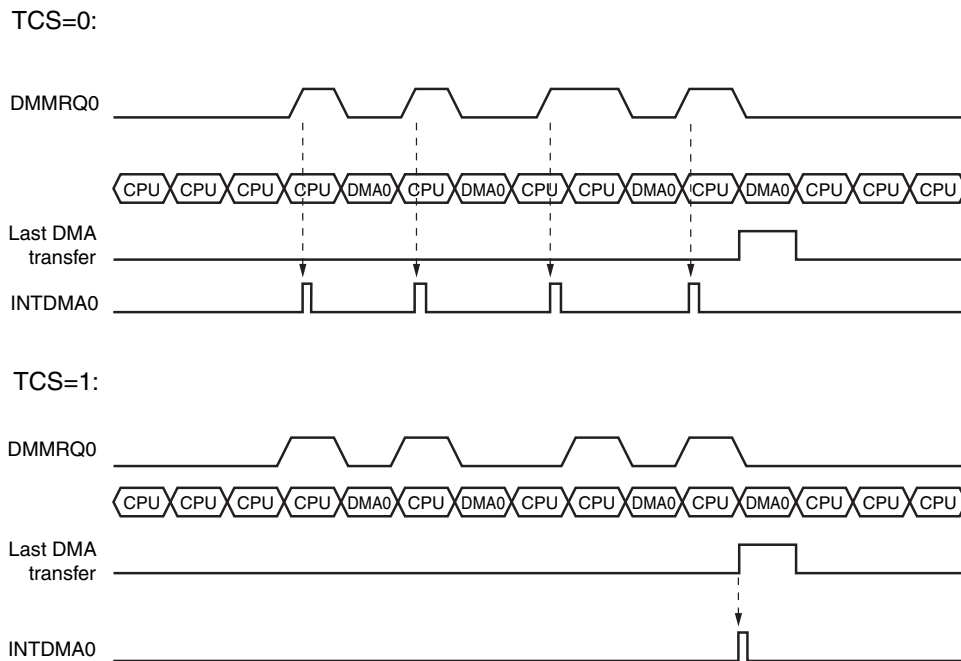 TCS=0:
DMMRQ0
CPU CPU CPU CPU DMA0 CPU DMA0 CPU CPU DMA0 CPU DMA0 CPU CPU CPU
Last DMA
transfer
INTDMA0
TCS=1:
DMMRQ0
CPU CPU CPU CPU DMA0 CPU DMA0 CPU CPU DMA0 CPU DMA0 CPU CPU CPU
Last DMA
transfer
INTDMA0